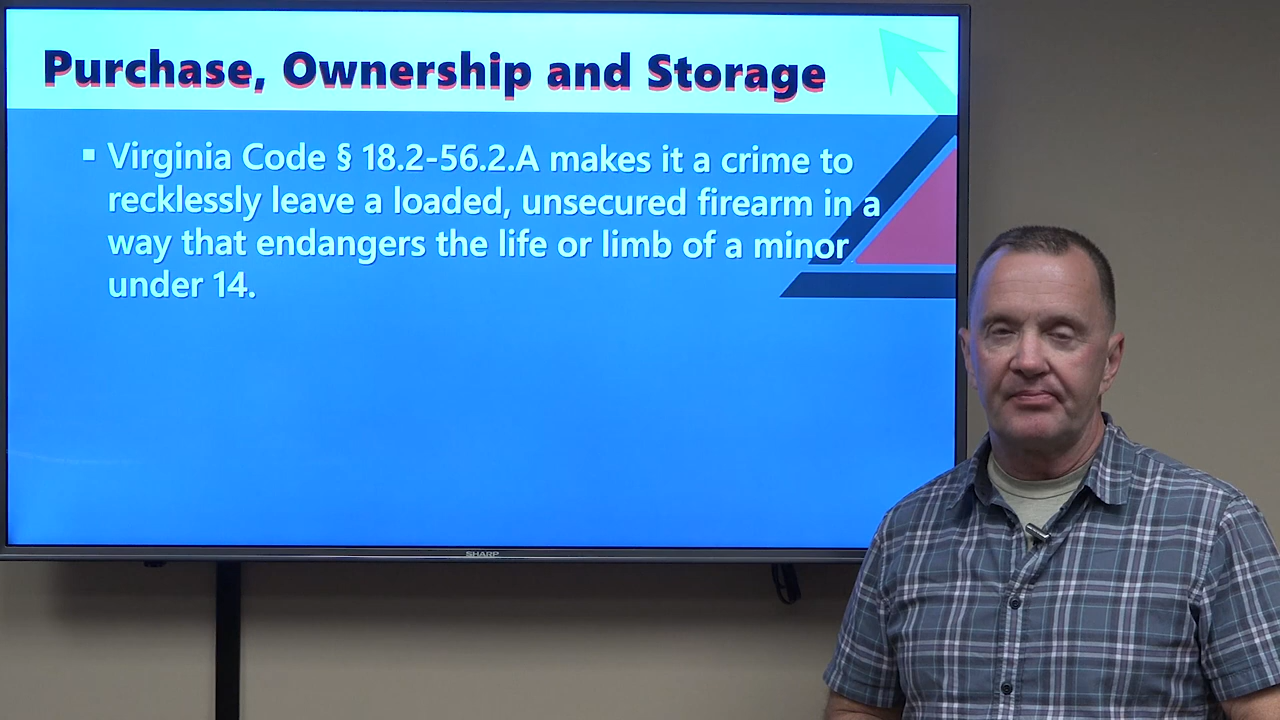 Purchase, Ownership and Storage
▪ Virginia Code § 18.2-56.2.A makes it a crime to
recklessly leave a loaded, unsecured firearm in a
way that endangers the life or limb of a minor
under 14.
SHARP